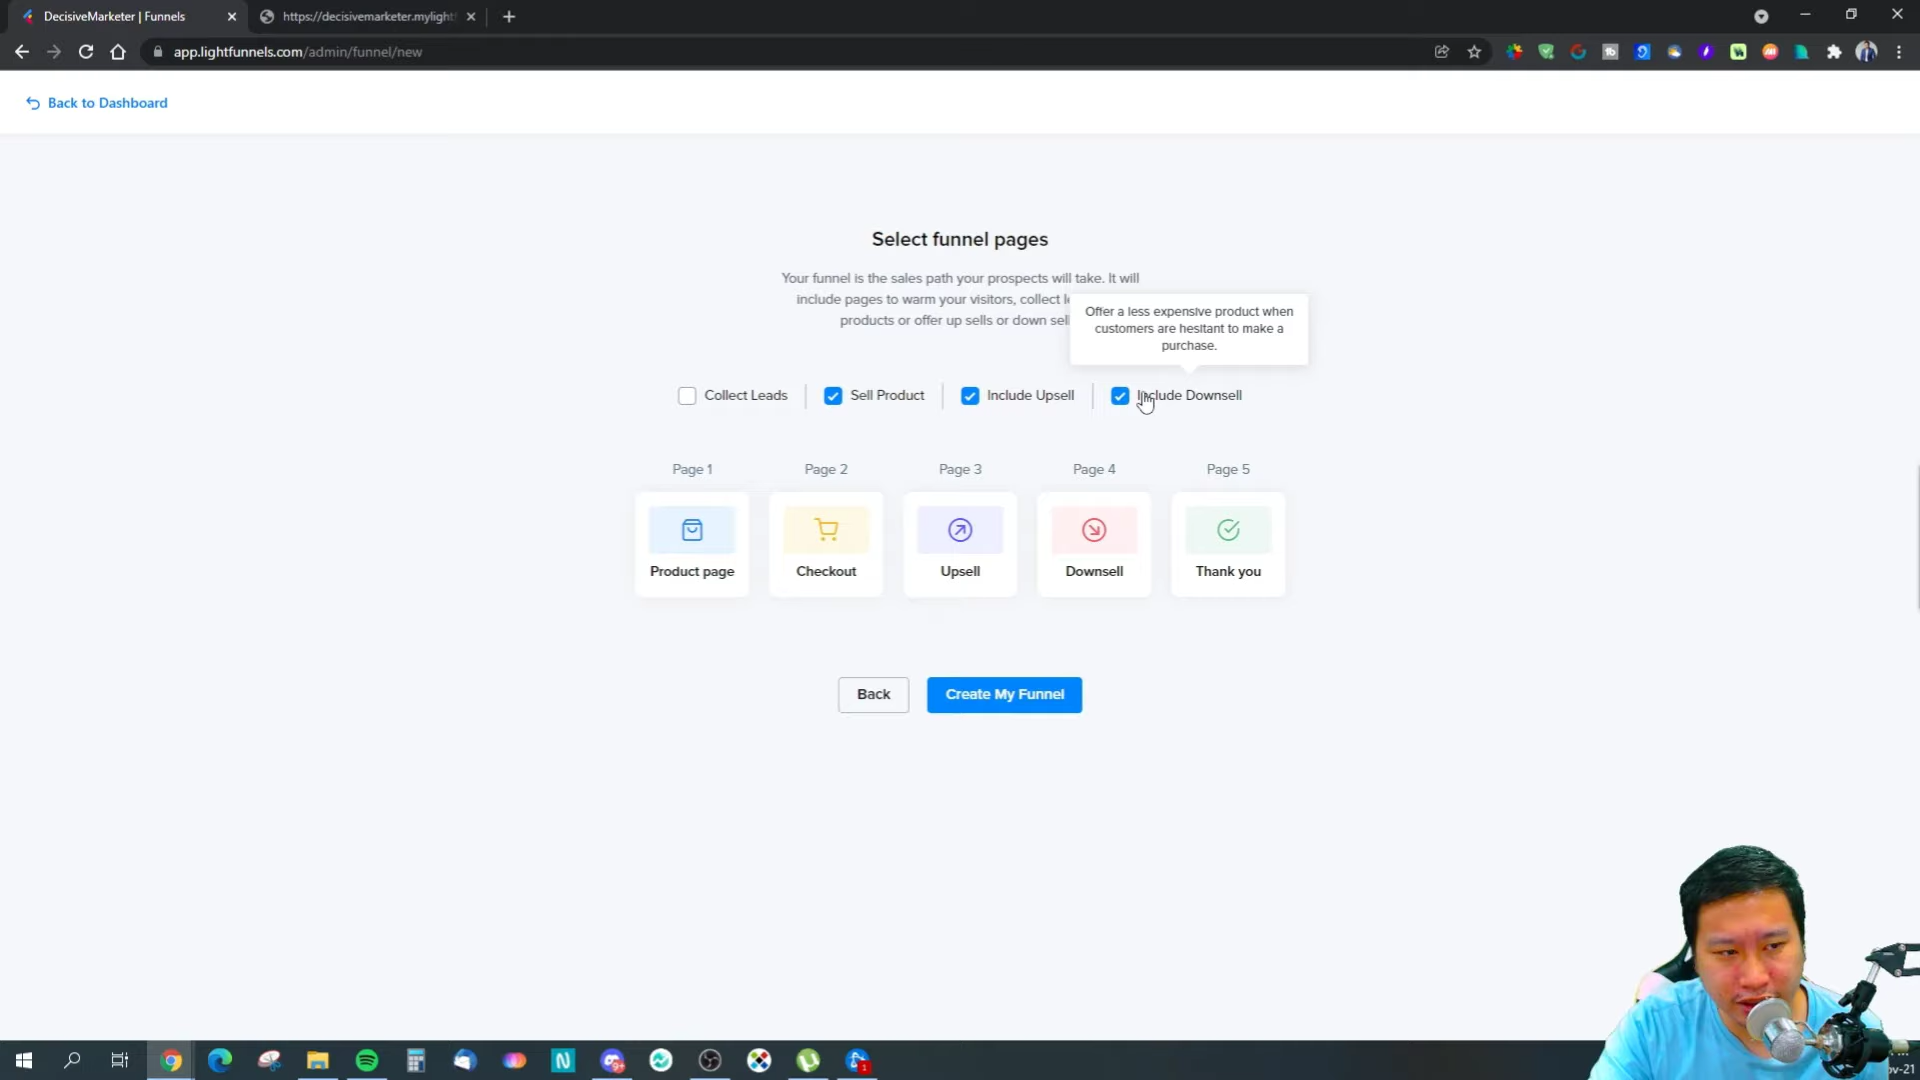 DecisiveMarketer | Funnels
https://decisivemarketer.mylight
app.lightfunnels.com/admin/funnel/new
Back to Dashboard
Select funnel pages
Your funnel is the sales path your prospects will take. It will
include pages to warm your visitors, collect
products or offer up sells or down sell
Offer a less expensive product when
customers are hesitant to make a
purchase.
Collect Leads
Sell Product
Include Upsell
Include Downsell
Page 1
Page 2
Page 3
Page 4
Page 5
Product page
Checkout
Upsell
Downsell
Thank you
Back
Create My Funnel